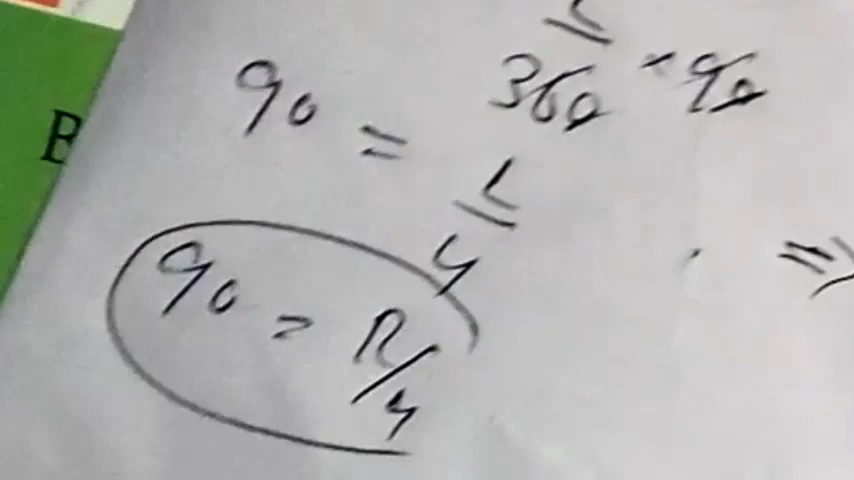 90 = L/360 × 90
L/4
90 = R/4
⇒
B